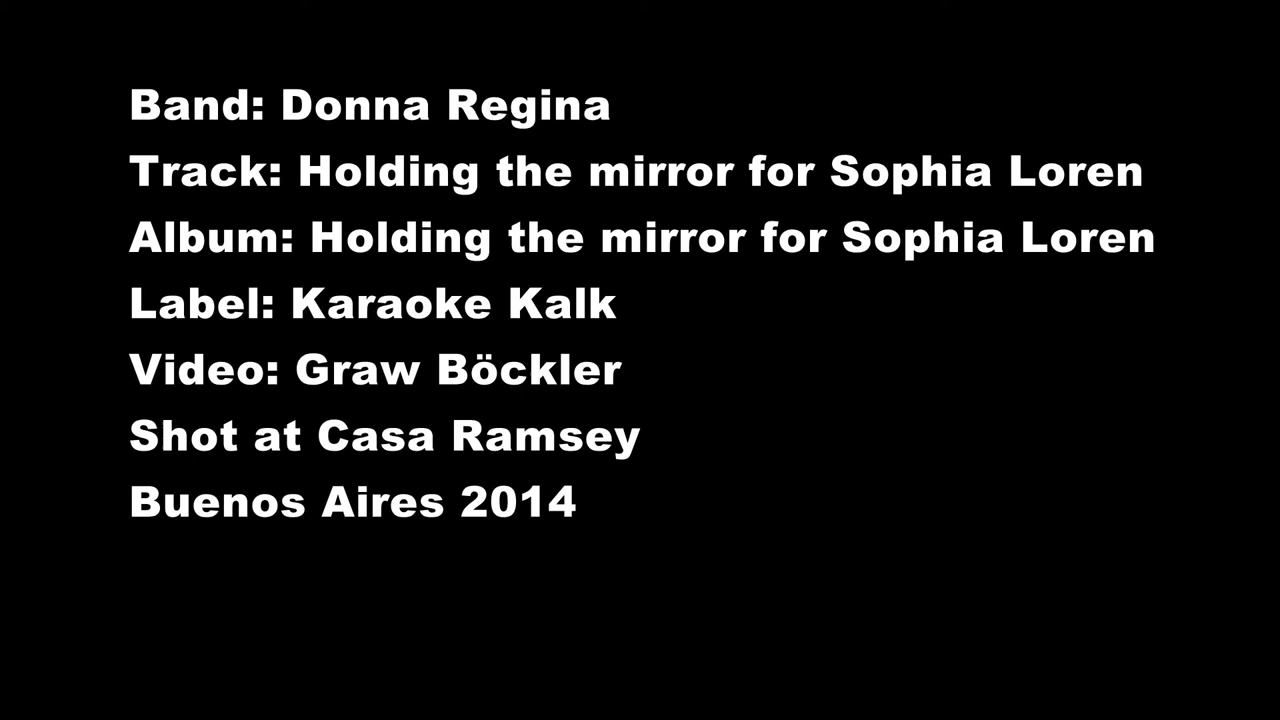 Band: Donna Regina
Track: Holding the mirror for Sophia Loren
Album: Holding the mirror for Sophia Loren
Label: Karaoke Kalk
Video: Graw Böckler
Shot at Casa Ramsey
Buenos Aires 2014